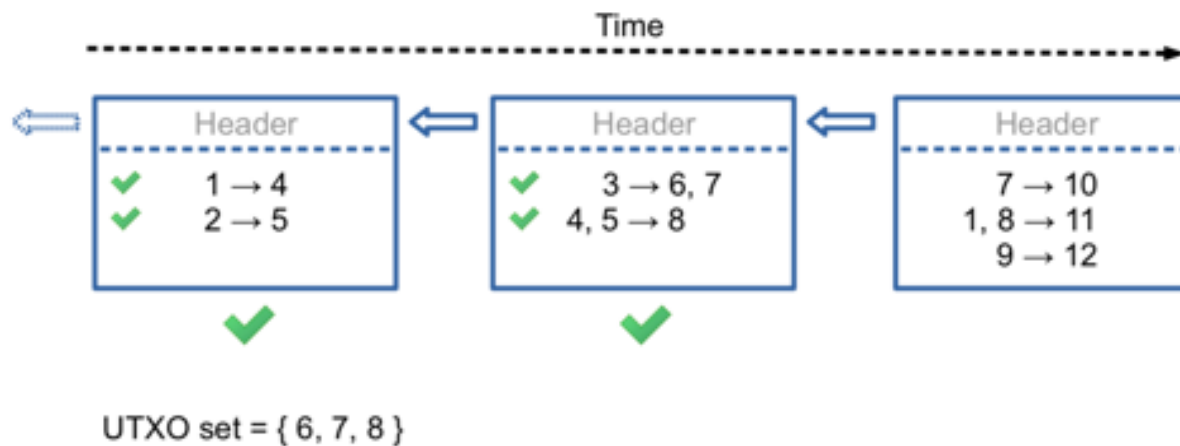 Time
Header
1 → 4
2 → 5
Header
3 → 6, 7
4, 5 → 8
Header
7 → 10
1, 8 → 11
9 → 12
UTXO set = { 6, 7, 8 }